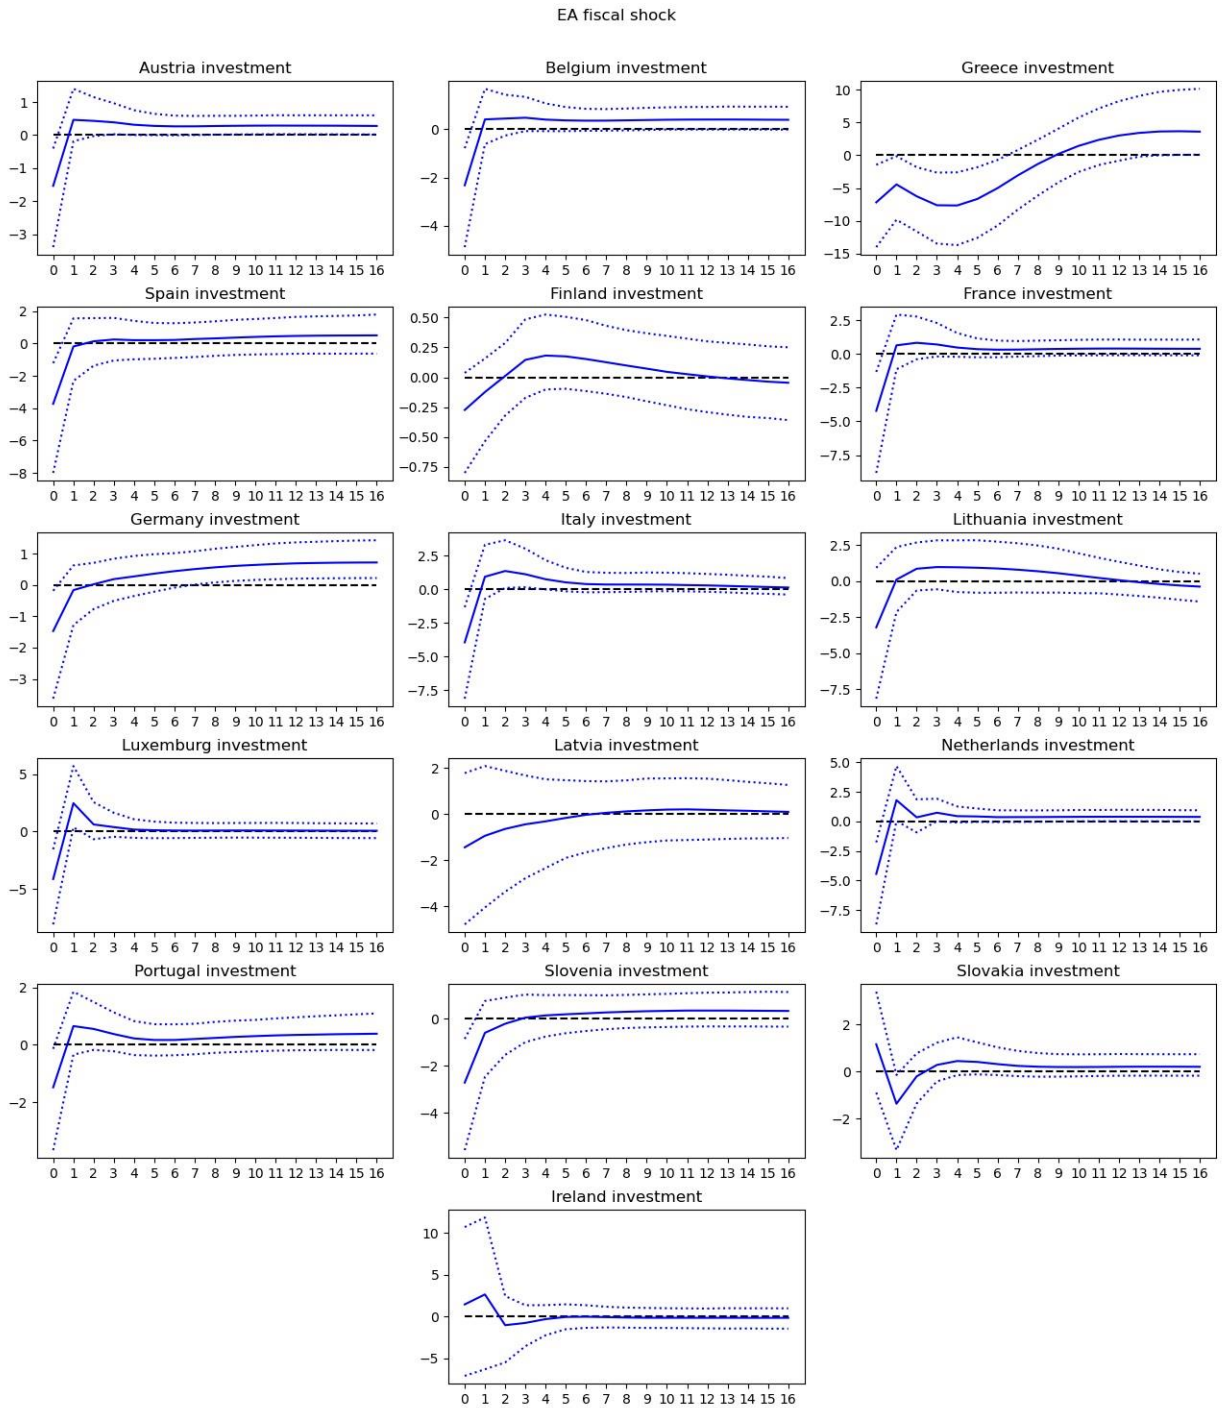 EA fiscal shock
Austria investment
1
0
−1
−2
−3
0 1 2 3 4 5 6 7 8 9 10 11 12 13 14 15 16
Belgium investment
0
−2
−4
0 1 2 3 4 5 6 7 8 9 10 11 12 13 14 15 16
Greece investment
10
5
0
−5
−10
−15
0 1 2 3 4 5 6 7 8 9 10 11 12 13 14 15 16
Spain investment
2
0
−2
−4
−6
−8
0 1 2 3 4 5 6 7 8 9 10 11 12 13 14 15 16
Finland investment
0.50
0.25
0.00
−0.25
−0.50
−0.75
0 1 2 3 4 5 6 7 8 9 10 11 12 13 14 15 16
France investment
2.5
0.0
−2.5
−5.0
−7.5
0 1 2 3 4 5 6 7 8 9 10 11 12 13 14 15 16
Germany investment
1
0
−1
−2
−3
0 1 2 3 4 5 6 7 8 9 10 11 12 13 14 15 16
Italy investment
2.5
0.0
−2.5
−5.0
−7.5
0 1 2 3 4 5 6 7 8 9 10 11 12 13 14 15 16
Lithuania investment
2.5
0.0
−2.5
−5.0
−7.5
0 1 2 3 4 5 6 7 8 9 10 11 12 13 14 15 16
Luxemburg investment
5
0
−5
0 1 2 3 4 5 6 7 8 9 10 11 12 13 14 15 16
Latvia investment
2
0
−2
−4
0 1 2 3 4 5 6 7 8 9 10 11 12 13 14 15 16
Netherlands investment
5.0
2.5
0.0
−2.5
−5.0
−7.5
0 1 2 3 4 5 6 7 8 9 10 11 12 13 14 15 16
Portugal investment
2
0
−2
0 1 2 3 4 5 6 7 8 9 10 11 12 13 14 15 16
Slovenia investment
0
−2
−4
0 1 2 3 4 5 6 7 8 9 10 11 12 13 14 15 16
Slovakia investment
2
0
−2
0 1 2 3 4 5 6 7 8 9 10 11 12 13 14 15 16
Ireland investment
10
5
0
−5
0 1 2 3 4 5 6 7 8 9 10 11 12 13 14 15 16